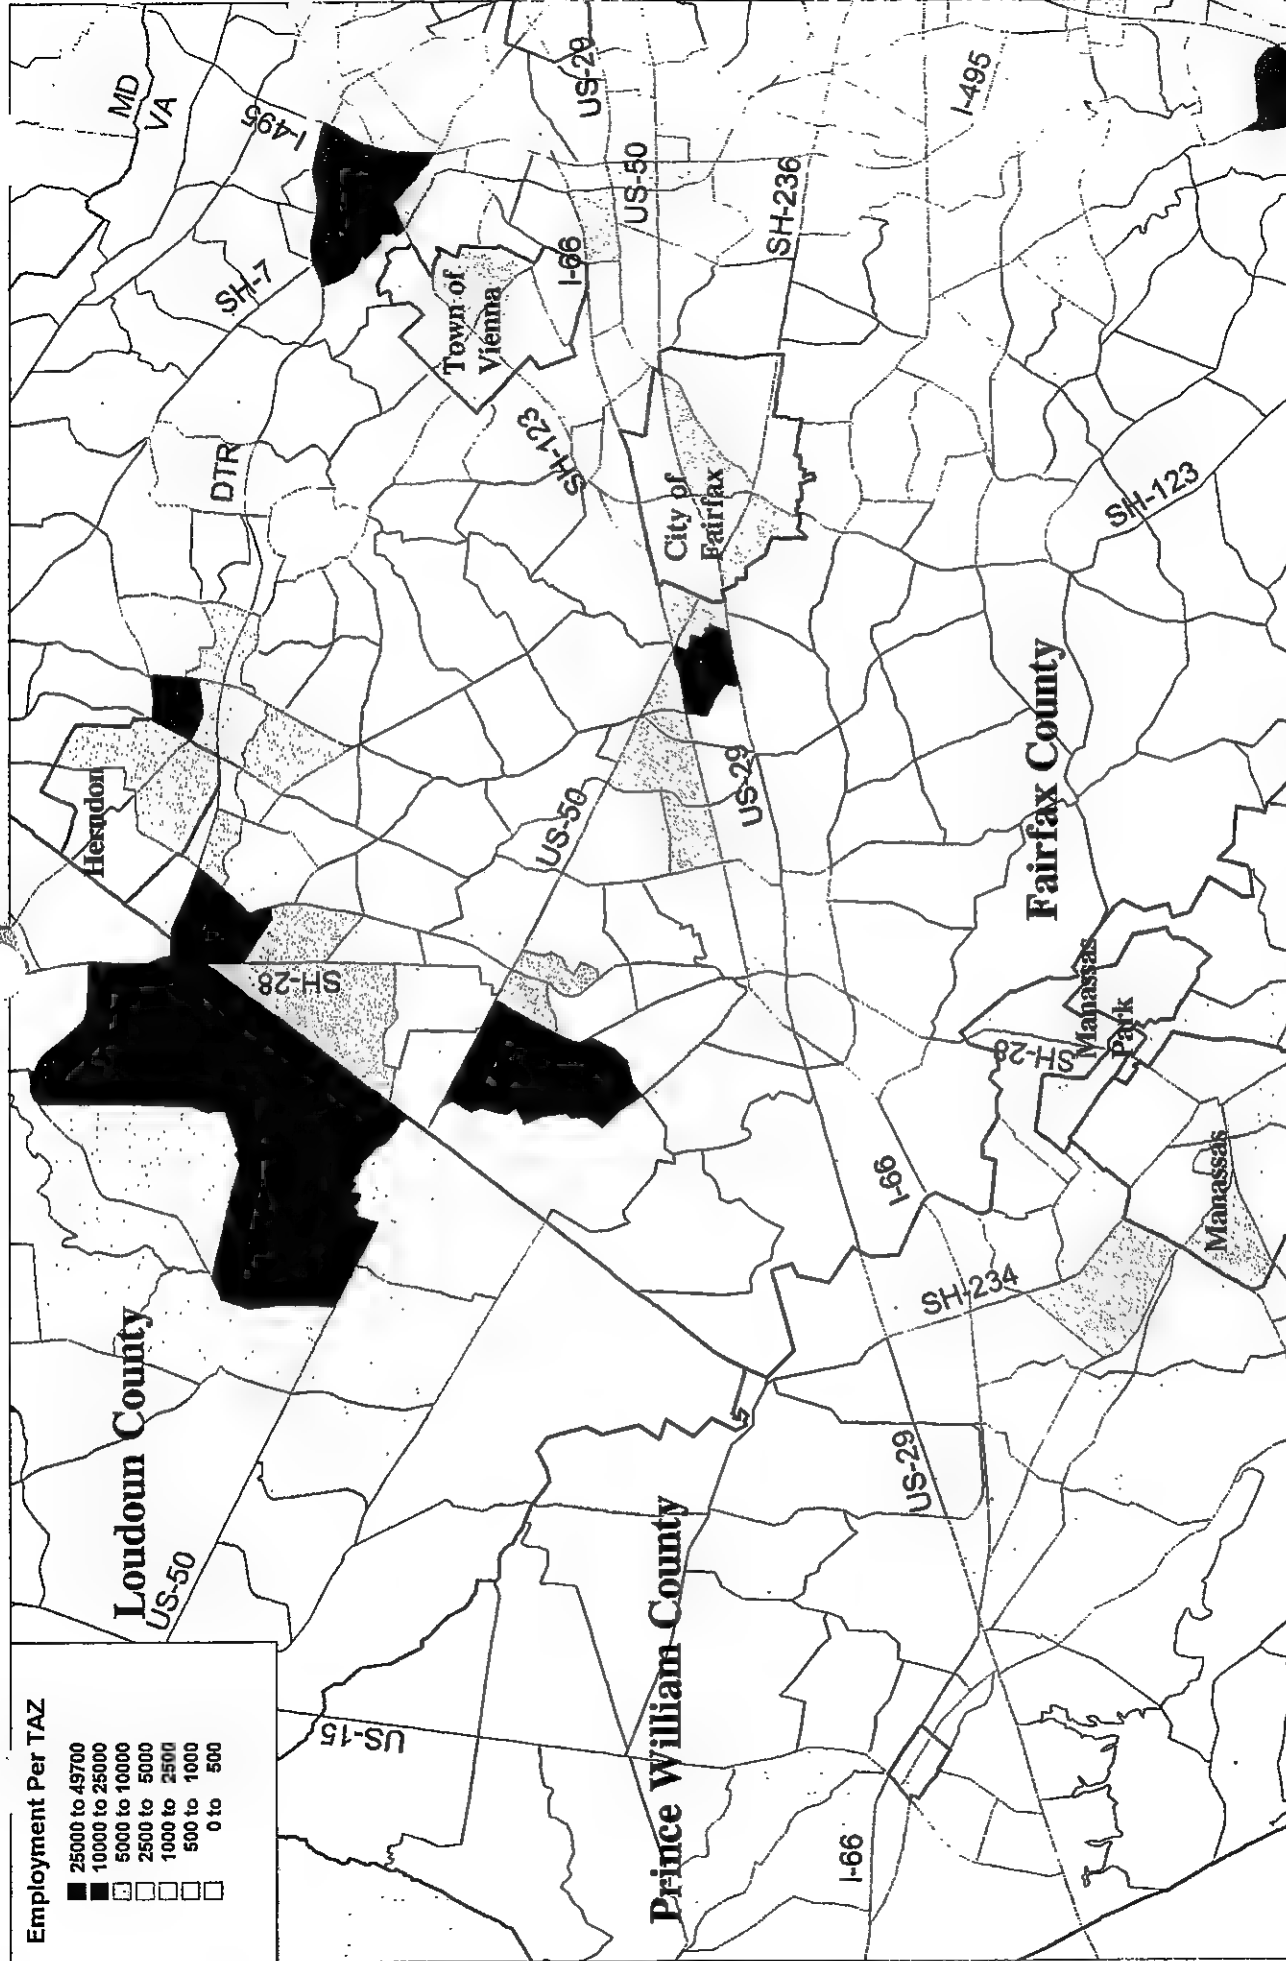 Employment Per TAZ
25000 to 49700
10000 to 25000
5000 to 10000
2500 to 5000
1000 to 2500
500 to 1000
0 to 500
Loudoun County
US-50
US-15
Prince William County
I-66
US-29
SH-234
I-66
Manassas
Manassas
Park
SH-28
Fairfax County
SH-28
Herndon
US-50
US-29
City of
Fairfax
SH-123
SH-123
DTR
SH-7
Town of
Vienna
I-66
SH-236
US-50
US-29
I-495
I-495
MD
VA